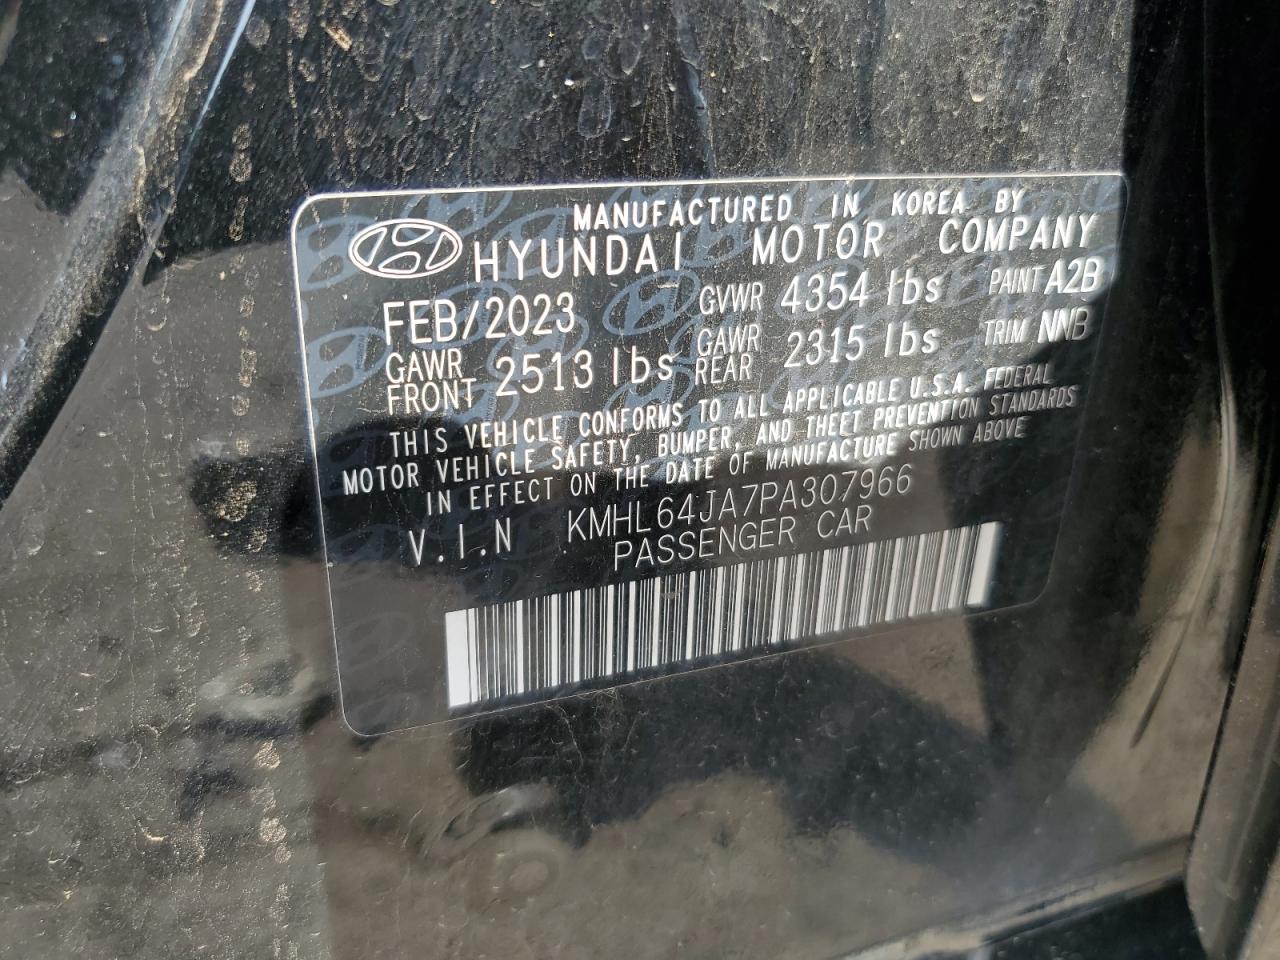 MANUFACTURED IN KOREA BY
HYUNDAI MOTOR COMPANY
FEB/2023 GVWR 4354 lbs PAINT A2B
GAWR FRONT 2513 lbs GAWR REAR 2315 lbs TRIM NNB
THIS VEHICLE CONFORMS TO ALL APPLICABLE U.S.A. FEDERAL
MOTOR VEHICLE SAFETY, BUMPER, AND THEFT PREVENTION STANDARDS
IN EFFECT ON THE DATE OF MANUFACTURE SHOWN ABOVE
V.I.N KMHL64JA7PA307966
PASSENGER CAR